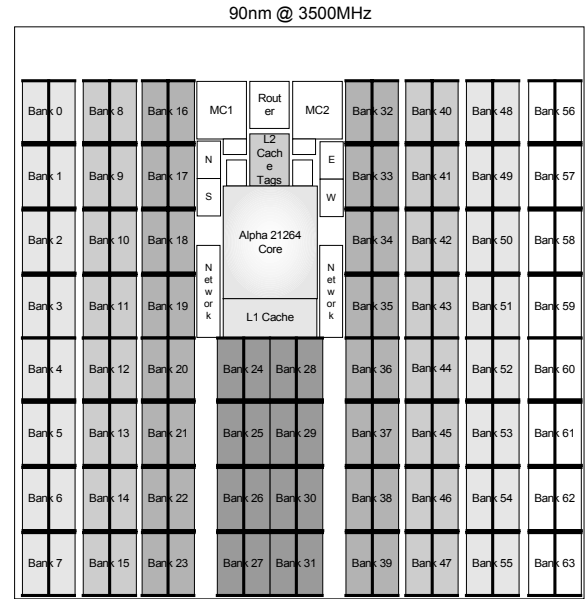 90nm @ 3500MHz
Bank 0 Bank 8 Bank 16 MC1 Rout MC2 Bank 32 Bank 40 Bank 48 Bank 56
er
L2
Cach
e
Tags
N E
Bank 1 Bank 9 Bank 17 Bank 33 Bank 41 Bank 49 Bank 57
S W
Bank 2 Bank 10 Bank 18 Alpha 21264 Bank 34 Bank 42 Bank 50 Bank 58
Core
N N
et et
w w
or or
k k
Bank 3 Bank 11 Bank 19 L1 Cache Bank 35 Bank 43 Bank 51 Bank 59
Bank 4 Bank 12 Bank 20 Bank 24 Bank 28 Bank 36 Bank 44 Bank 52 Bank 60
Bank 5 Bank 13 Bank 21 Bank 25 Bank 29 Bank 37 Bank 45 Bank 53 Bank 61
Bank 6 Bank 14 Bank 22 Bank 26 Bank 30 Bank 38 Bank 46 Bank 54 Bank 62
Bank 7 Bank 15 Bank 23 Bank 27 Bank 31 Bank 39 Bank 47 Bank 55 Bank 63